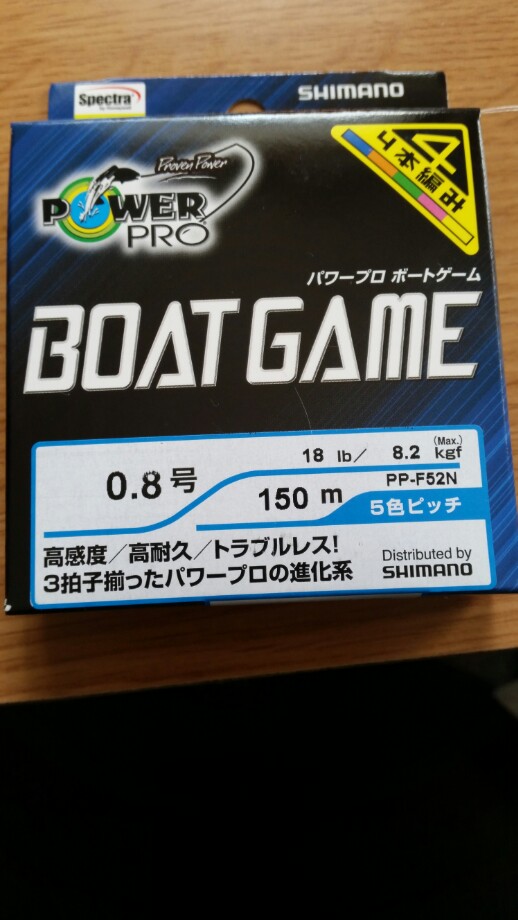 Spectra
by Honeywell
SHIMANO
Proven Power
POWER
PRO
4
4本編み
パワープロ ボートゲーム
BOAT GAME
(Max.)
18 lb/ 8.2 kgf
0.8号
PP-F52N
150 m
5色ピッチ
高感度/高耐久/トラブルレス!
3拍子揃ったパワープロの進化系
Distributed by
SHIMANO